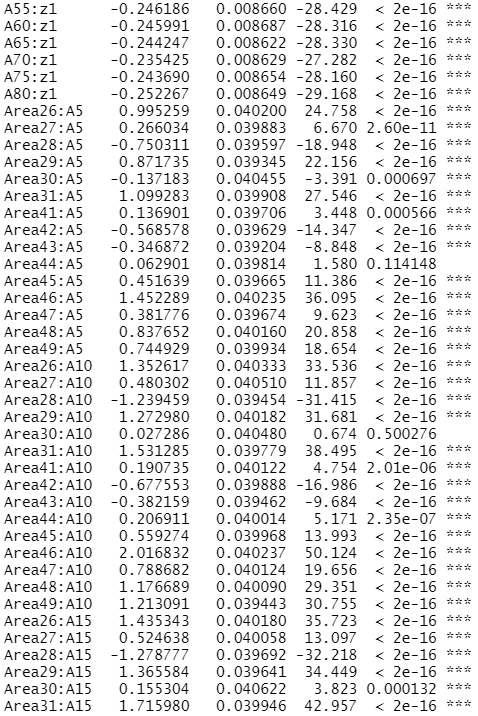 A55:z1 -0.246186 0.008660 -28.429 < 2e-16 ***
A60:z1 -0.245991 0.008687 -28.316 < 2e-16 ***
A65:z1 -0.244247 0.008622 -28.330 < 2e-16 ***
A70:z1 -0.235425 0.008629 -27.282 < 2e-16 ***
A75:z1 -0.243690 0.008654 -28.160 < 2e-16 ***
A80:z1 -0.252267 0.008649 -29.168 < 2e-16 ***
Area26:A5 0.995259 0.040200 24.758 < 2e-16 ***
Area27:A5 0.266034 0.039883 6.670 2.60e-11 ***
Area28:A5 -0.750311 0.039597 -18.948 < 2e-16 ***
Area29:A5 0.871735 0.039345 22.156 < 2e-16 ***
Area30:A5 -0.137183 0.040455 -3.391 0.000697 ***
Area31:A5 1.099283 0.039908 27.546 < 2e-16 ***
Area41:A5 0.136901 0.039706 3.448 0.000566 ***
Area42:A5 -0.568578 0.039629 -14.347 < 2e-16 ***
Area43:A5 -0.346872 0.039204 -8.848 < 2e-16 ***
Area44:A5 0.062901 0.039814 1.580 0.114148
Area45:A5 0.451639 0.039665 11.386 < 2e-16 ***
Area46:A5 1.452289 0.040235 36.095 < 2e-16 ***
Area47:A5 0.381776 0.039674 9.623 < 2e-16 ***
Area48:A5 0.837652 0.040160 20.858 < 2e-16 ***
Area49:A5 0.744929 0.039934 18.654 < 2e-16 ***
Area26:A10 1.352617 0.040333 33.536 < 2e-16 ***
Area27:A10 0.480302 0.040510 11.857 < 2e-16 ***
Area28:A10 -1.239459 0.039454 -31.415 < 2e-16 ***
Area29:A10 1.272980 0.040182 31.681 < 2e-16 ***
Area30:A10 0.027286 0.040480 0.674 0.500276
Area31:A10 1.531285 0.039779 38.495 < 2e-16 ***
Area41:A10 0.190735 0.040122 4.754 2.01e-06 ***
Area42:A10 -0.677553 0.039888 -16.986 < 2e-16 ***
Area43:A10 -0.382159 0.039462 -9.684 < 2e-16 ***
Area44:A10 0.206911 0.040014 5.171 2.35e-07 ***
Area45:A10 0.559274 0.039968 13.993 < 2e-16 ***
Area46:A10 2.016832 0.040237 50.124 < 2e-16 ***
Area47:A10 0.788682 0.040124 19.656 < 2e-16 ***
Area48:A10 1.176689 0.040090 29.351 < 2e-16 ***
Area49:A10 1.213091 0.039443 30.755 < 2e-16 ***
Area26:A15 1.435343 0.040180 35.723 < 2e-16 ***
Area27:A15 0.524638 0.040058 13.097 < 2e-16 ***
Area28:A15 -1.278777 0.039692 -32.218 < 2e-16 ***
Area29:A15 1.365584 0.039641 34.449 < 2e-16 ***
Area30:A15 0.155304 0.040622 3.823 0.000132 ***
Area31:A15 1.715980 0.039946 42.957 < 2e-16 ***